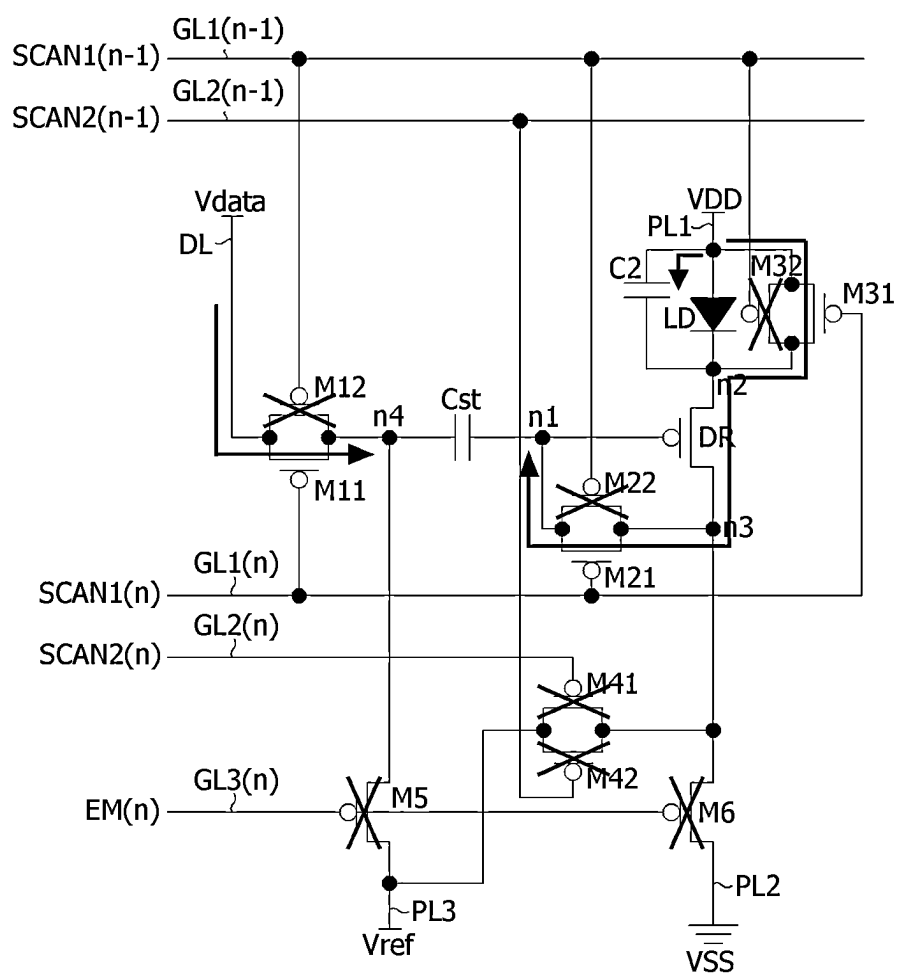 GL1(n-1)
SCAN1(n-1)
GL2(n-1)
SCAN2(n-1)
Vdata
DL
VDD
PL1
C2
M32
M31
LD
n2
M12
n4
Cst
n1
DR
M11
M22
n3
GL1(n)
M21
SCAN1(n)
GL2(n)
SCAN2(n)
M41
GL3(n)
M42
EM(n)
M5
M6
PL3
PL2
Vref
VSS